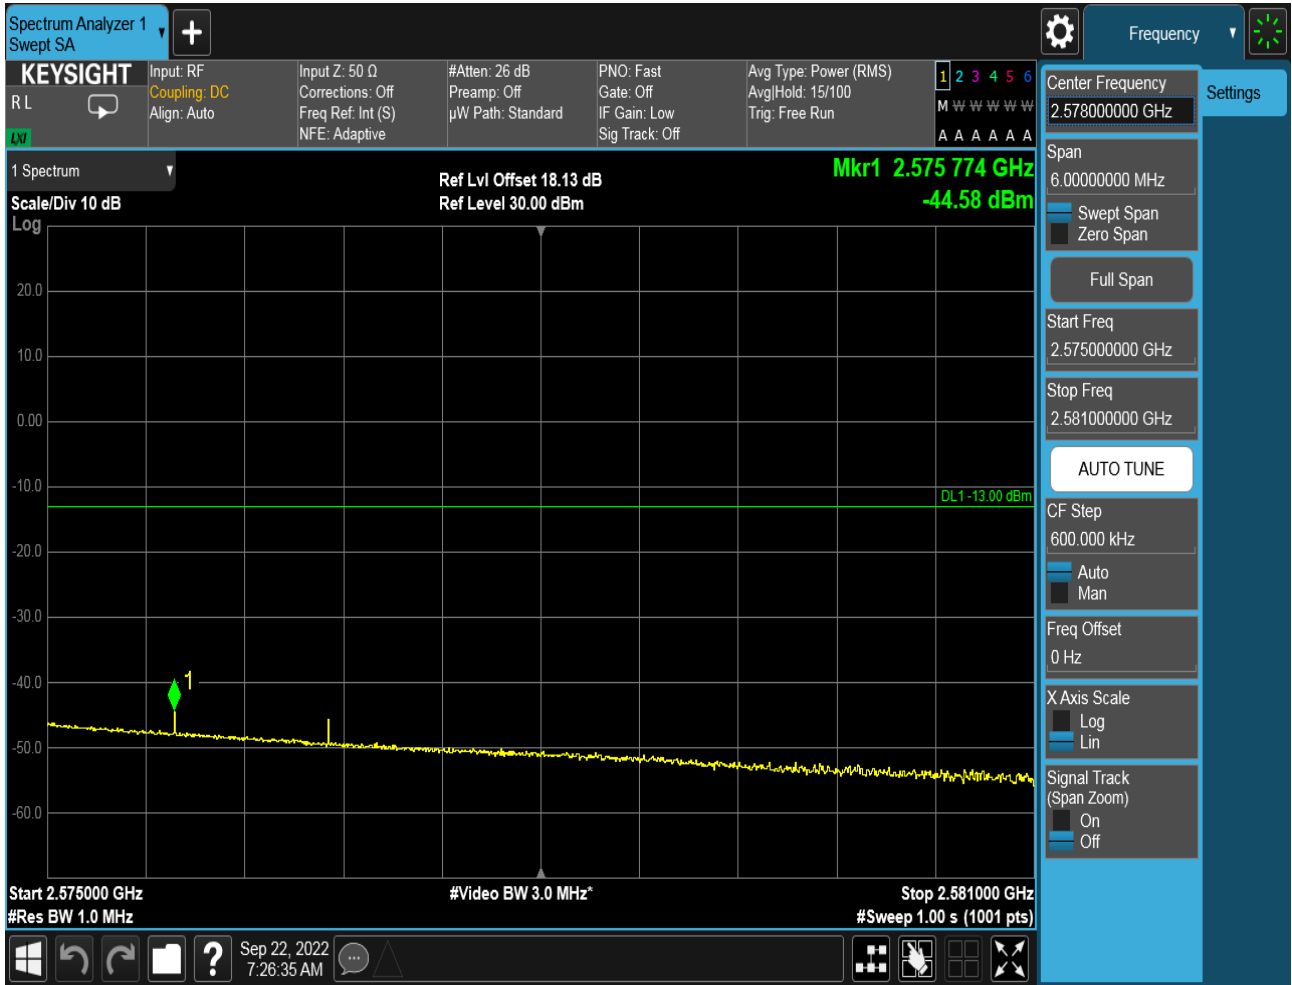 Spectrum Analyzer 1
Swept SA
Frequency
KEYSIGHT
R L
LXI
Input: RF
Coupling: DC
Align: Auto
Input Z: 50 Ω
Corrections: Off
Freq Ref: Int (S)
NFE: Adaptive
#Atten: 26 dB
Preamp: Off
µW Path: Standard
PNO: Fast
Gate: Off
IF Gain: Low
Sig Track: Off
Avg Type: Power (RMS)
Avg|Hold: 15/100
Trig: Free Run
1 2 3 4 5 6
M W W W W W
A A A A A A
1 Spectrum
Scale/Div 10 dB
Log
Ref Lvl Offset 18.13 dB
Ref Level 30.00 dBm
Mkr1 2.575 774 GHz
-44.58 dBm
20.0
10.0
0.00
-10.0
DL1 -13.00 dBm
-20.0
-30.0
-40.0
1
-50.0
-60.0
Start 2.575000 GHz
#Res BW 1.0 MHz
#Video BW 3.0 MHz*
Stop 2.581000 GHz
#Sweep 1.00 s (1001 pts)
Center Frequency
2.578000000 GHz
Settings
Span
6.00000000 MHz
Swept Span
Zero Span
Full Span
Start Freq
2.575000000 GHz
Stop Freq
2.581000000 GHz
AUTO TUNE
CF Step
600.000 kHz
Auto
Man
Freq Offset
0 Hz
X Axis Scale
Log
Lin
Signal Track
(Span Zoom)
On
Off
?
Sep 22, 2022
7:26:35 AM